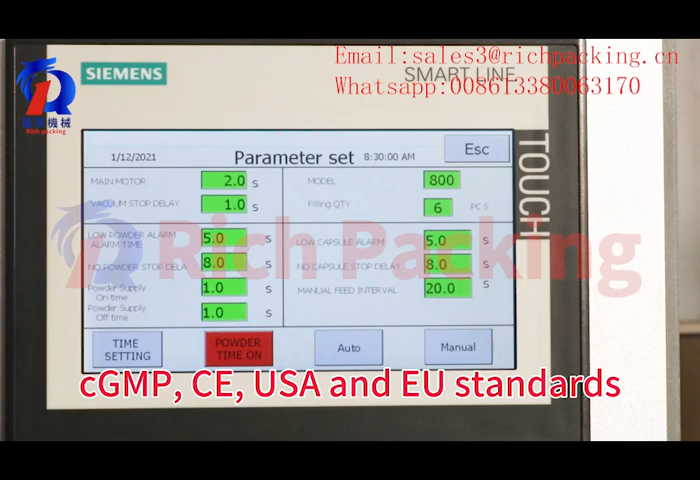 Email:sales3@richpacking.cn
Whatsapp:008613380063170
SIEMENS
SMART LINE
Rich packing
TOUCH
1/12/2021
Parameter set
8:30:00 AM
Esc
MAIN MOTOR 2.0 s
MODEL 800
VACUUM STOP DELAY 1.0 s
Filling QTY 6 PC S
LOW POWDER ALARM
ALARM TIME 5.0 s
LOW CAPSULE ALARM 5.0 s
NO POWDER STOP DELA 8.0 s
NO CAPSULE STOP DELAY 8.0 s
Powder Supply
On time 1.0 s
MANUAL FEED INTERVAL 20.0 s
Powder Supply
Off time 1.0 s
Rich Packing
TIME
SETTING
POWDER
TIME ON
Auto
Manual
cGMP, CE, USA and EU standards